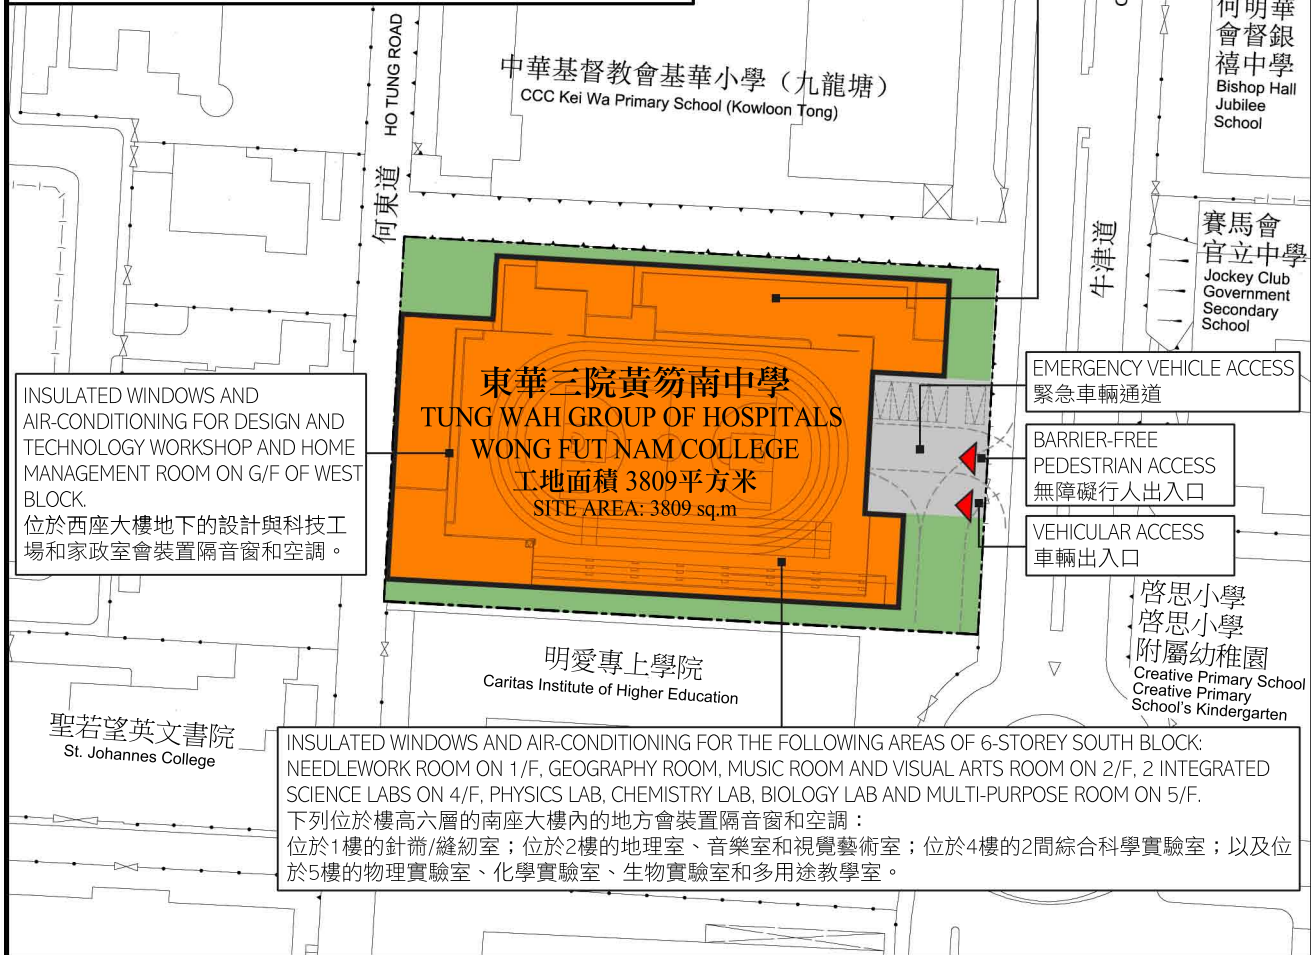 HO TUNG ROAD
何東道
中華基督教會基華小學（九龍塘）
CCC Kei Wa Primary School (Kowloon Tong)
何明華
會督銀
禧中學
Bishop Hall
Jubilee
School
牛津道
賽馬會
官立中學
Jockey Club
Government
Secondary
School
東華三院黃笏南中學
TUNG WAH GROUP OF HOSPITALS
WONG FUT NAM COLLEGE
工地面積 3809平方米
SITE AREA: 3809 sq.m
INSULATED WINDOWS AND
AIR-CONDITIONING FOR DESIGN AND
TECHNOLOGY WORKSHOP AND HOME
MANAGEMENT ROOM ON G/F OF WEST
BLOCK.
位於西座大樓地下的設計與科技工
場和家政室會裝置隔音窗和空調。
EMERGENCY VEHICLE ACCESS
緊急車輛通道
BARRIER-FREE
PEDESTRIAN ACCESS
無障礙行人出入口
VEHICULAR ACCESS
車輛出入口
啓思小學
啓思小學
附屬幼稚園
Creative Primary School
Creative Primary
School's Kindergarten
明愛專上學院
Caritas Institute of Higher Education
聖若望英文書院
St. Johannes College
INSULATED WINDOWS AND AIR-CONDITIONING FOR THE FOLLOWING AREAS OF 6-STOREY SOUTH BLOCK:
NEEDLEWORK ROOM ON 1/F, GEOGRAPHY ROOM, MUSIC ROOM AND VISUAL ARTS ROOM ON 2/F, 2 INTEGRATED
SCIENCE LABS ON 4/F, PHYSICS LAB, CHEMISTRY LAB, BIOLOGY LAB AND MULTI-PURPOSE ROOM ON 5/F.
下列位於樓高六層的南座大樓內的地方會裝置隔音窗和空調：
位於1樓的針黹/縫紉室；位於2樓的地理室、音樂室和視覺藝術室；位於4樓的2間綜合科學實驗室；以及位
於5樓的物理實驗室、化學實驗室、生物實驗室和多用途教學室。